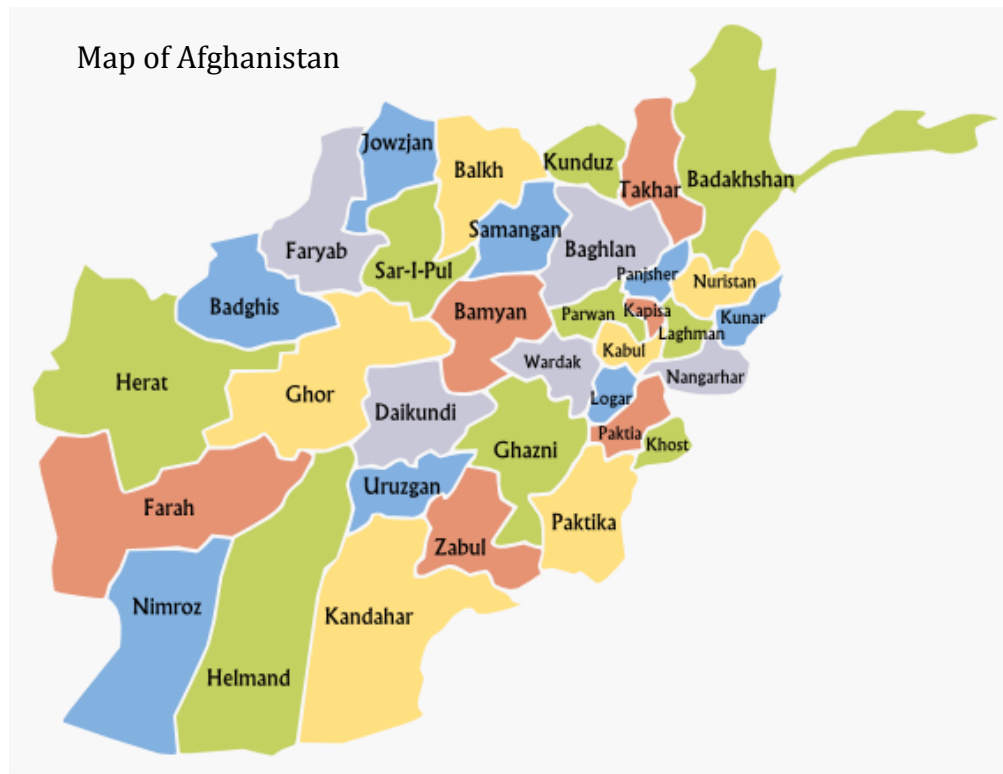 Map of Afghanistan
Jowzjan
Balkh
Kunduz
Takhar
Badakhshan
Faryab
Sar-I-Pul
Samangan
Baghlan
Panjsher
Nuristan
Badghis
Bamyan
Parwan
Kapisa
Laghman
Kunar
Herat
Ghor
Daikundi
Wardak
Kabul
Nangarhar
Logar
Ghazni
Paktia
Khost
Farah
Uruzgan
Zabul
Paktika
Nimroz
Helmand
Kandahar